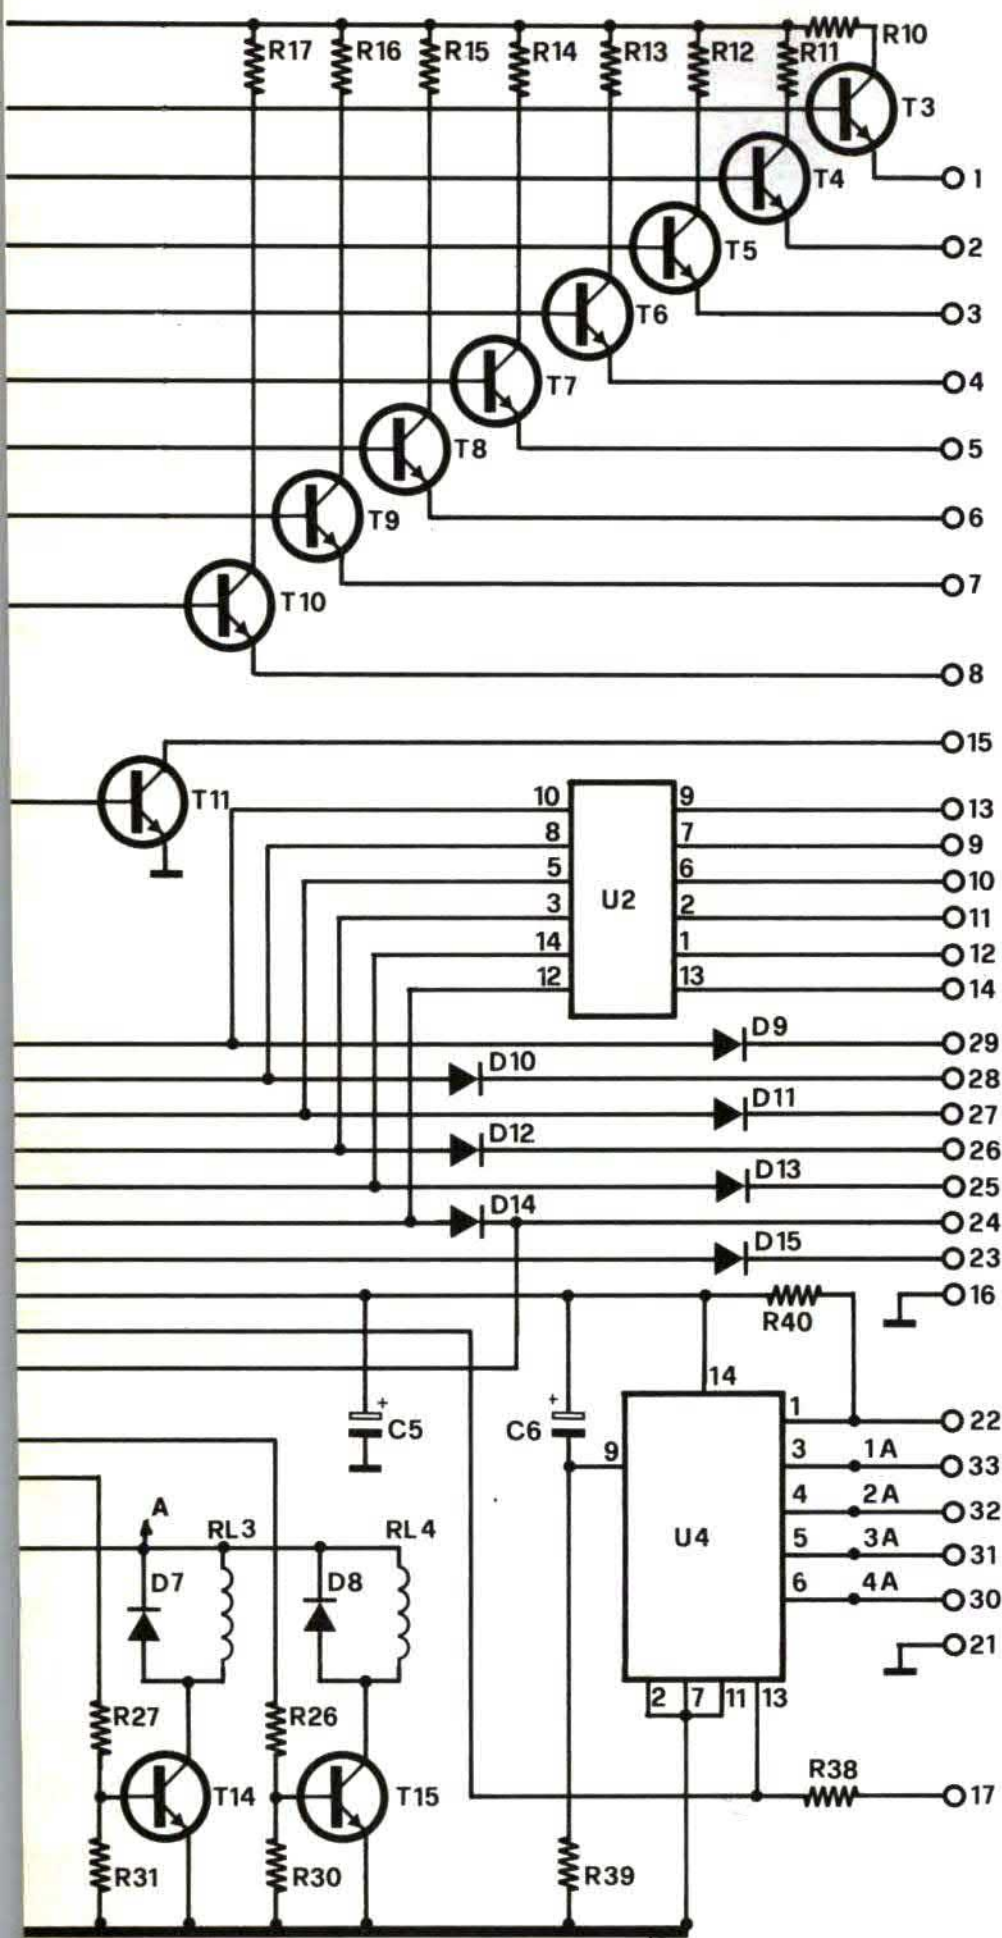 R17 R16 R15 R14 R13 R12 R11 R10
T3
T4 1
2
T5
T6 3
T7 4
T8 5
T9 6
7
T10
8
15
T11
10 9 13
8 7 9
5 6 10
U2
3 2 11
14 1 12
12 13 14
D9 29
D10 28
D11 27
D12 26
D13 25
D14 24
D15 23
16
R40
14
1 22
+ C5 C6 +
9 3 1A 33
4 2A 32
A RL3 RL4
U4
5 3A 31
D7 D8 6 4A 30
21
2 7 11 13
R27 R26
T14 T15 R38 17
R31 R30 R39